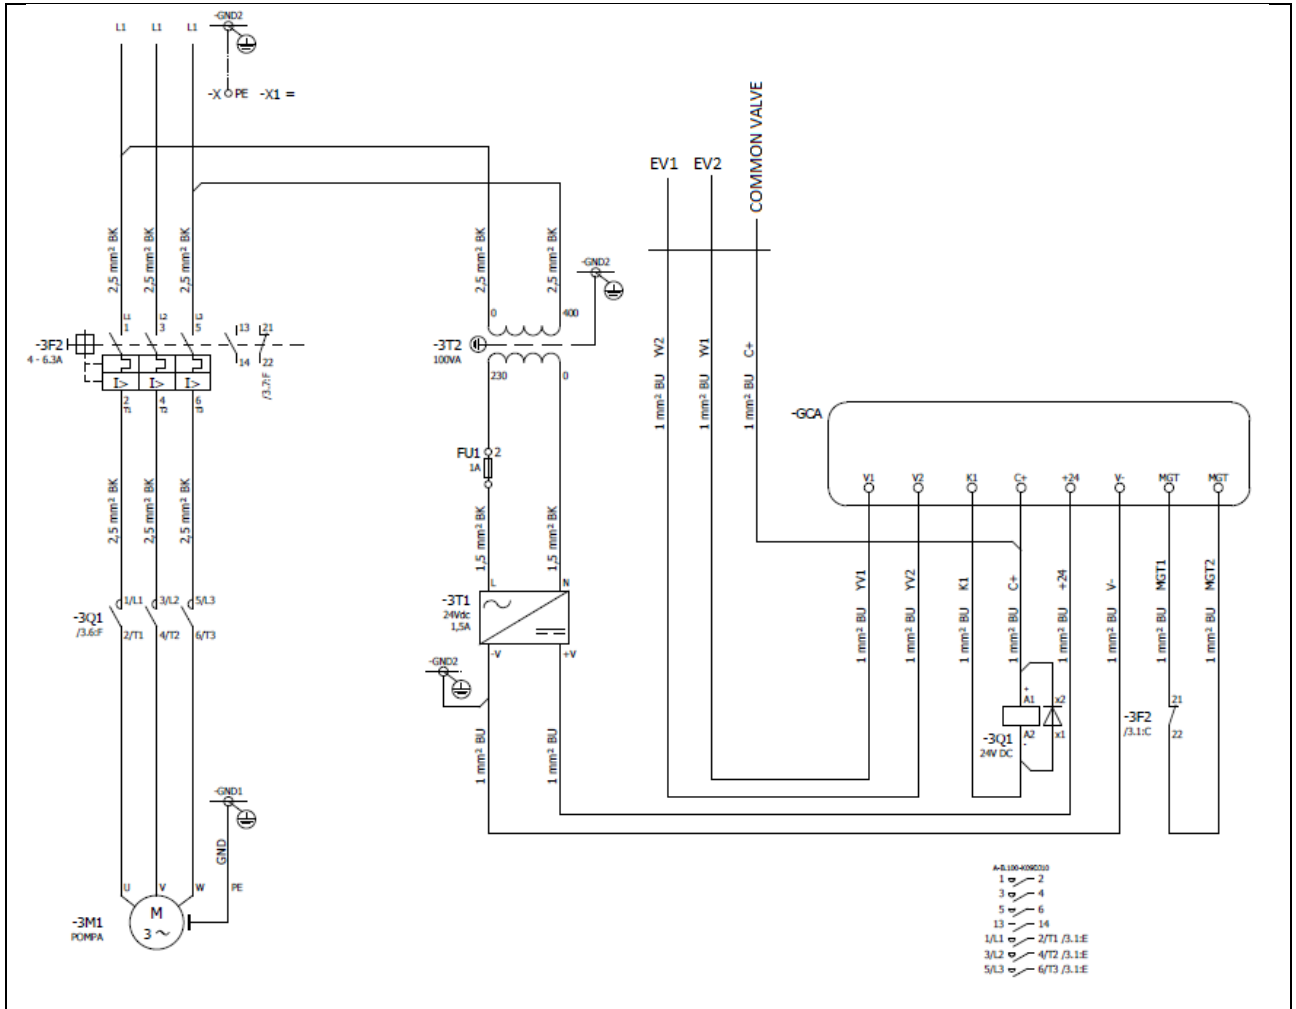 L1 L1 L1
-GND2
-X PE -X1 =
COMMON VALVE
EV1 EV2
2,5 mm² BK
2,5 mm² BK
2,5 mm² BK
2,5 mm² BK
2,5 mm² BK
-GND2
L1 L2 L3
1 3 5 13 21
-3F2
4 - 6.3A
I> I> I>
14 22
/3.7:F
2 4 6
T3 T2 T3
0 400
-3T2
100VA
230 0
1 mm² BU YV2
1 mm² BU YV1
1 mm² BU C+
-GCA
V1 V2 K1 C+ +24 V- MGT MGT
FU1 2
1A
2,5 mm² BK
2,5 mm² BK
2,5 mm² BK
1,5 mm² BK
1,5 mm² BK
L N
-3T1
24Vdc
1,5A
-V +V
-GND2
1 mm² BU
1 mm² BU
-3Q1
/3.6:F
1/L1 3/L2 5/L3
2/T1 4/T2 6/T3
1 mm² BU YV1
1 mm² BU YV2
1 mm² BU K1
1 mm² BU C+
1 mm² BU +24
1 mm² BU V-
1 mm² BU MGT1
1 mm² BU MGT2
+
A1 x2
-3Q1
24V DC
A2 x1
-
-3F2
/3.1:C
21
22
-GND1
GND
U V W PE
-3M1
POMPA
M
3 ~
1 2
3 4
5 6
13 14
1/L1 2/T1 /3.1:E
3/L2 4/T2 /3.1:E
5/L3 6/T3 /3.1:E